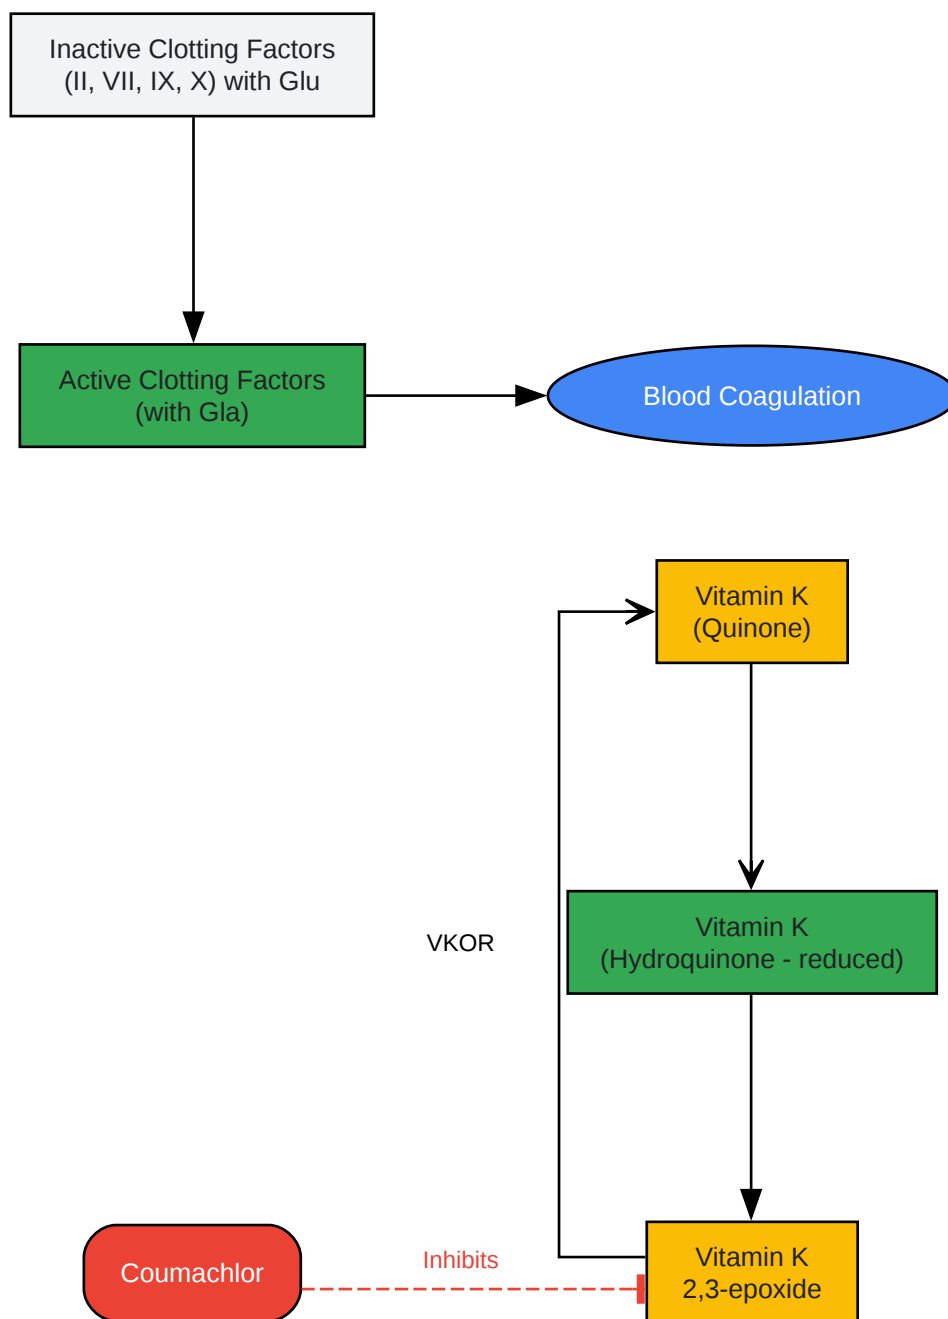 Inactive Clotting Factors
(II, VII, IX, X) with Glu
Active Clotting Factors
(with Gla)
Blood Coagulation
Vitamin K
(Quinone)
VKOR
Vitamin K
(Hydroquinone - reduced)
Coumachlor
Inhibits
Vitamin K
2,3-epoxide